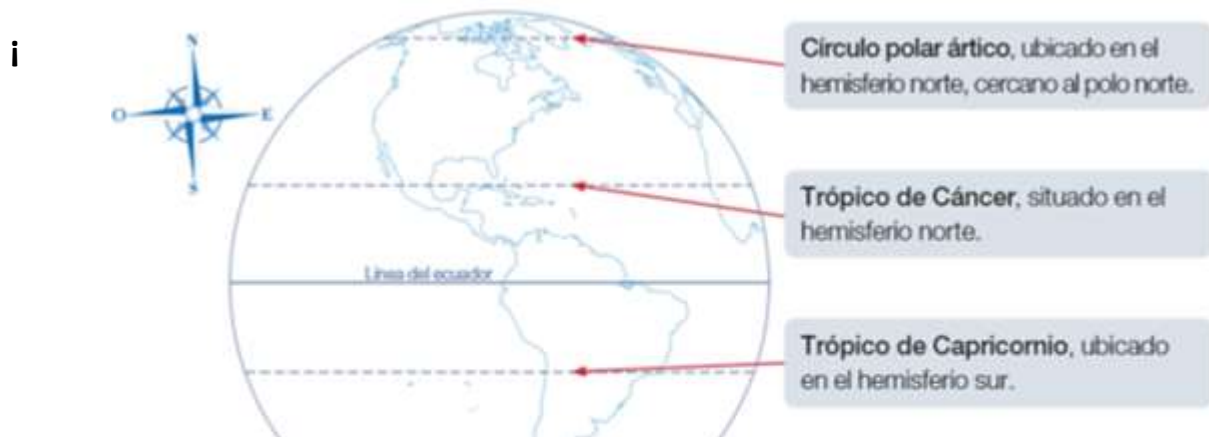 ¡
N
O
E
S
Círculo polar ártico, ubicado en el
hemisferio norte, cercano al polo norte.
Trópico de Cáncer, situado en el
hemisferio norte.
Línea del ecuador
Trópico de Capricornio, ubicado
en el hemisferio sur.